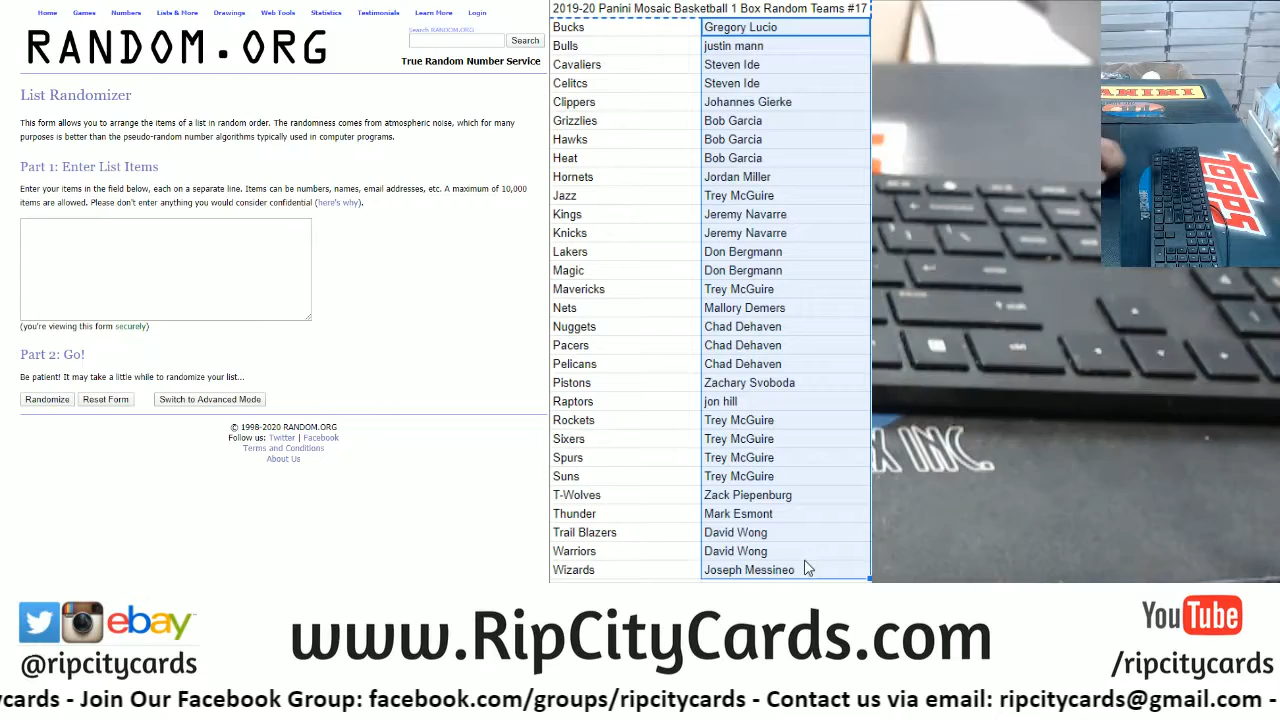 Home Games Numbers Lists & More Drawings Web Tools Statistics Testimonials Learn More Login
RANDOM.ORG
Search RANDOM.ORG
Search
True Random Number Service
List Randomizer
This form allows you to arrange the items of a list in random order. The randomness comes from atmospheric noise, which for many
purposes is better than the pseudo-random number algorithms typically used in computer programs.
Part 1: Enter List Items
Enter your items in the field below, each on a separate line. Items can be numbers, names, email addresses, etc. A maximum of 10,000
items are allowed. Please don't enter anything you would consider confidential (here's why).
(you're viewing this form securely)
Part 2: Go!
Be patient! It may take a little while to randomize your list...
Randomize Reset Form Switch to Advanced Mode
© 1998-2020 RANDOM.ORG
Follow us: Twitter | Facebook
Terms and Conditions
About Us
2019-20 Panini Mosaic Basketball 1 Box Random Teams #17
Bucks Gregory Lucio
Bulls justin mann
Cavaliers Steven Ide
Celitcs Steven Ide
Clippers Johannes Gierke
Grizzlies Bob Garcia
Hawks Bob Garcia
Heat Bob Garcia
Hornets Jordan Miller
Jazz Trey McGuire
Kings Jeremy Navarre
Knicks Jeremy Navarre
Lakers Don Bergmann
Magic Don Bergmann
Mavericks Trey McGuire
Nets Mallory Demers
Nuggets Chad Dehaven
Pacers Chad Dehaven
Pelicans Chad Dehaven
Pistons Zachary Svoboda
Raptors jon hill
Rockets Trey McGuire
Sixers Trey McGuire
Spurs Trey McGuire
Suns Trey McGuire
T-Wolves Zack Piepenburg
Thunder Mark Esmont
Trail Blazers David Wong
Warriors David Wong
Wizards Joseph Messineo
topps
INC.
ebay
@ripcitycards
www.RipCityCards.com
YouTube
/ripcitycards
ycards - Join Our Facebook Group: facebook.com/groups/ripcitycards - Contact us via email: ripcitycards@gmail.com -